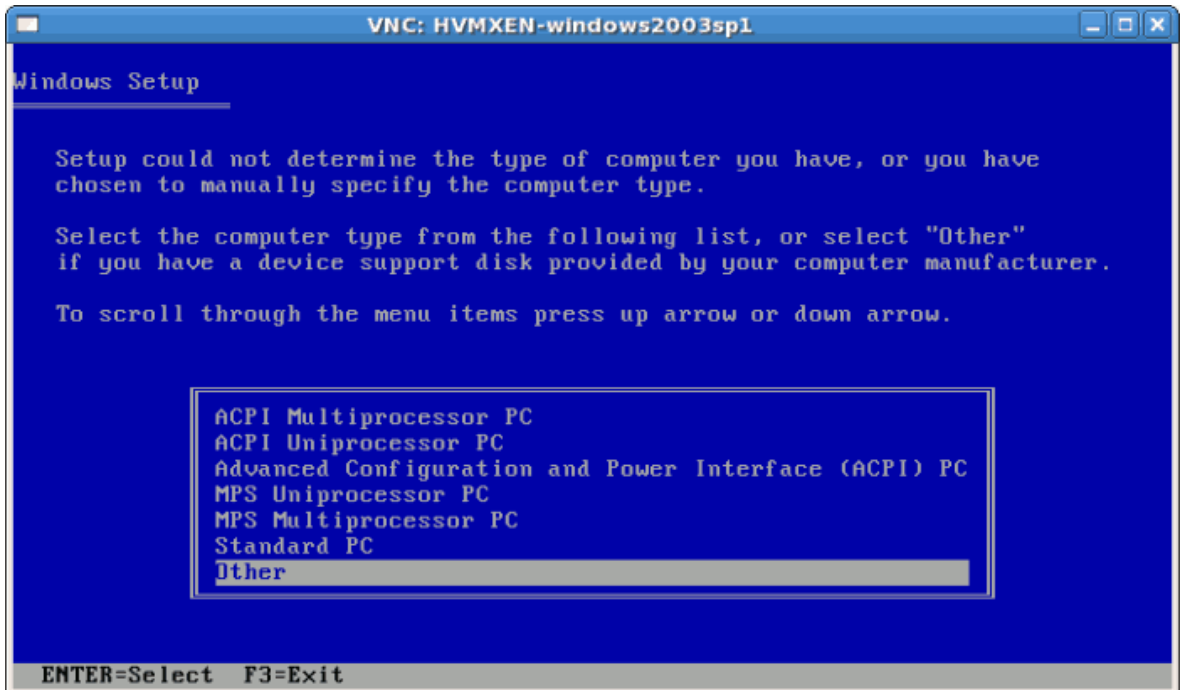 VNC: HVMXEN-windows2003sp1
Windows Setup
Setup could not determine the type of computer you have, or you have
chosen to manually specify the computer type.
Select the computer type from the following list, or select "Other"
if you have a device support disk provided by your computer manufacturer.
To scroll through the menu items press up arrow or down arrow.
ACPI Multiprocessor PC
ACPI Uniprocessor PC
Advanced Configuration and Power Interface (ACPI) PC
MPS Uniprocessor PC
MPS Multiprocessor PC
Standard PC
Other
ENTER=Select F3=Exit